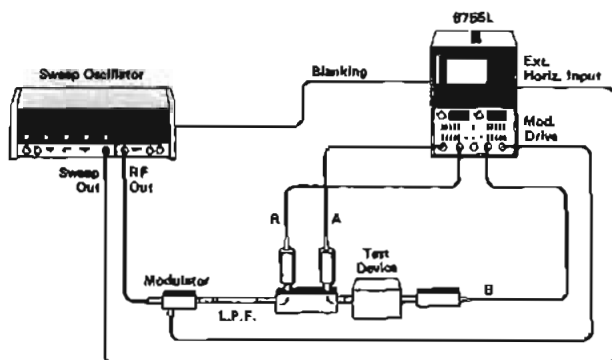 8755L
Sweep Oscillator
Blanking
Ext.
Horiz. Input
Mod.
Drive
Sweep
Out
RF
Out
R
A
Test
Device
Modulator
B
L.P.F.